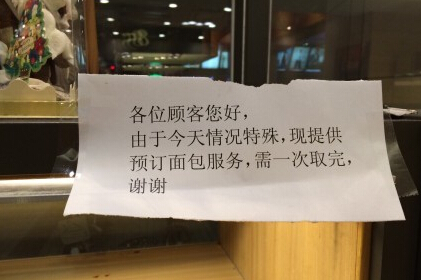 各位顾客您好，
由于今天情况特殊，现提供
预订面包服务，需一次取完，
谢谢